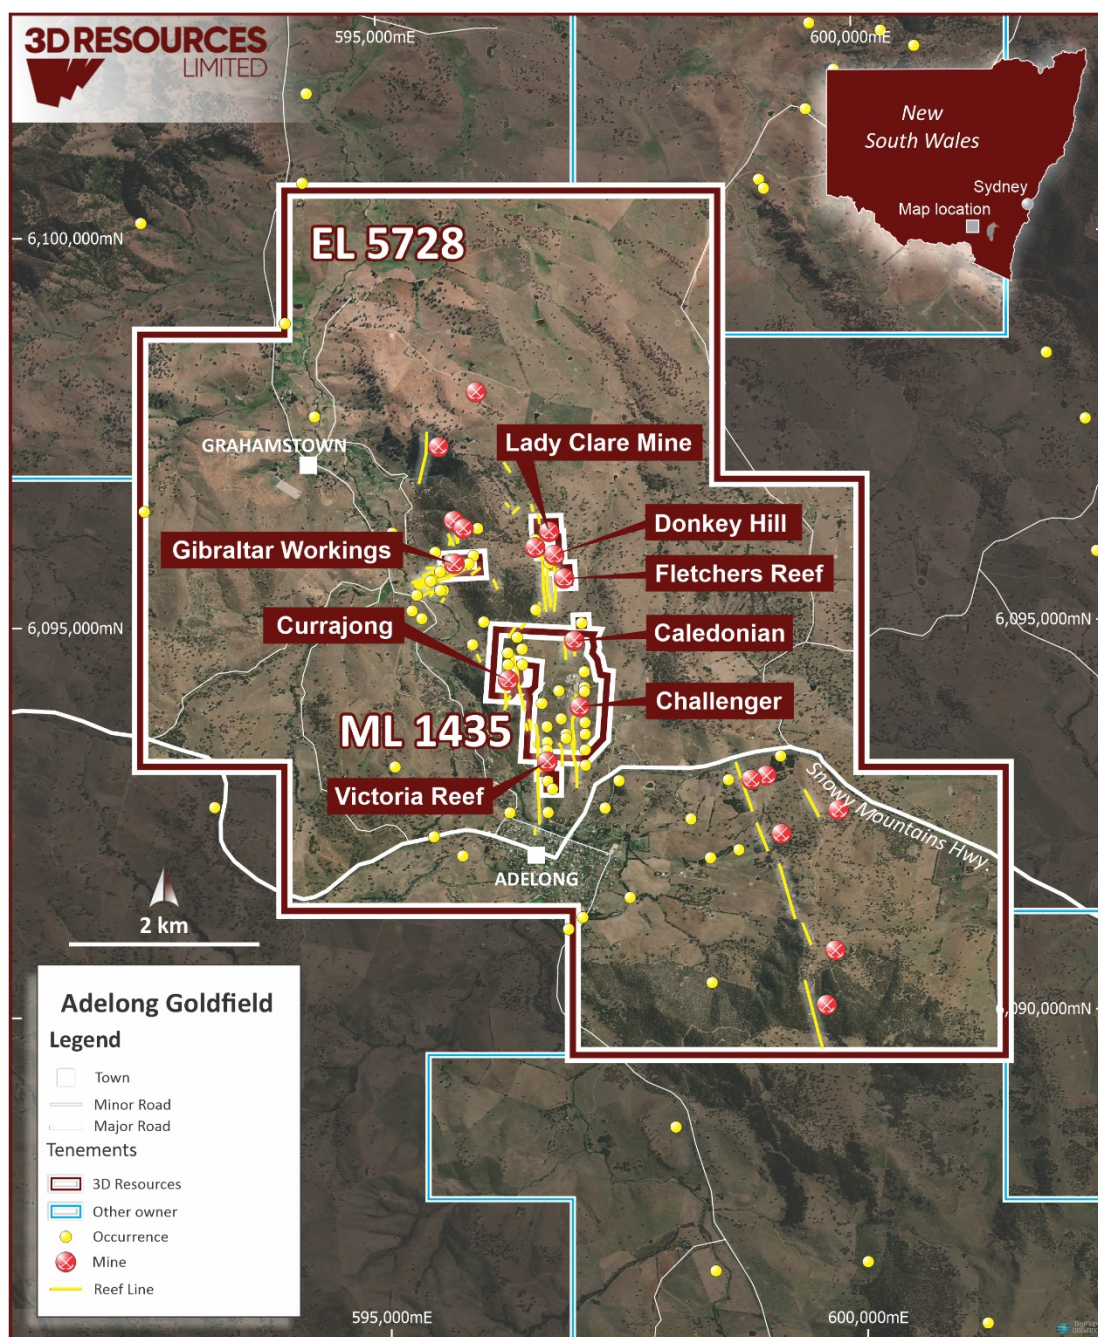 3D RESOURCES
LIMITED
595,000mE
600,000mE
New
South Wales
Sydney
Map location
6,100,000mN
EL 5728
GRAHAMSTOWN
Lady Clare Mine
Donkey Hill
Gibraltar Workings
Fletchers Reef
Currajong
Caledonian
6,095,000mN
6,095,000mN
Challenger
ML 1435
Victoria Reef
Snowy Mountains Hwy.
ADELONG
2 km
6,090,000mN
Adelong Goldfield
Legend
Town
Minor Road
Major Road
Tenements
3D Resources
Other owner
Occurrence
Mine
Reef Line
595,000mE
600,000mE